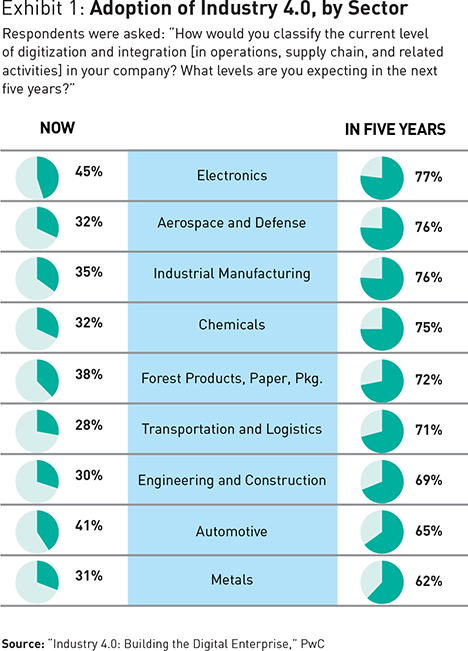 Exhibit 1: Adoption of Industry 4.0, by Sector
Respondents were asked: “How would you classify the current level
of digitization and integration [in operations, supply chain, and related
activities] in your company? What levels are you expecting in the next
five years?”
NOW IN FIVE YEARS
45% Electronics 77%
32% Aerospace and Defense 76%
35% Industrial Manufacturing 76%
32% Chemicals 75%
38% Forest Products, Paper, Pkg. 72%
28% Transportation and Logistics 71%
30% Engineering and Construction 69%
41% Automotive 65%
31% Metals 62%
Source: “Industry 4.0: Building the Digital Enterprise,” PwC